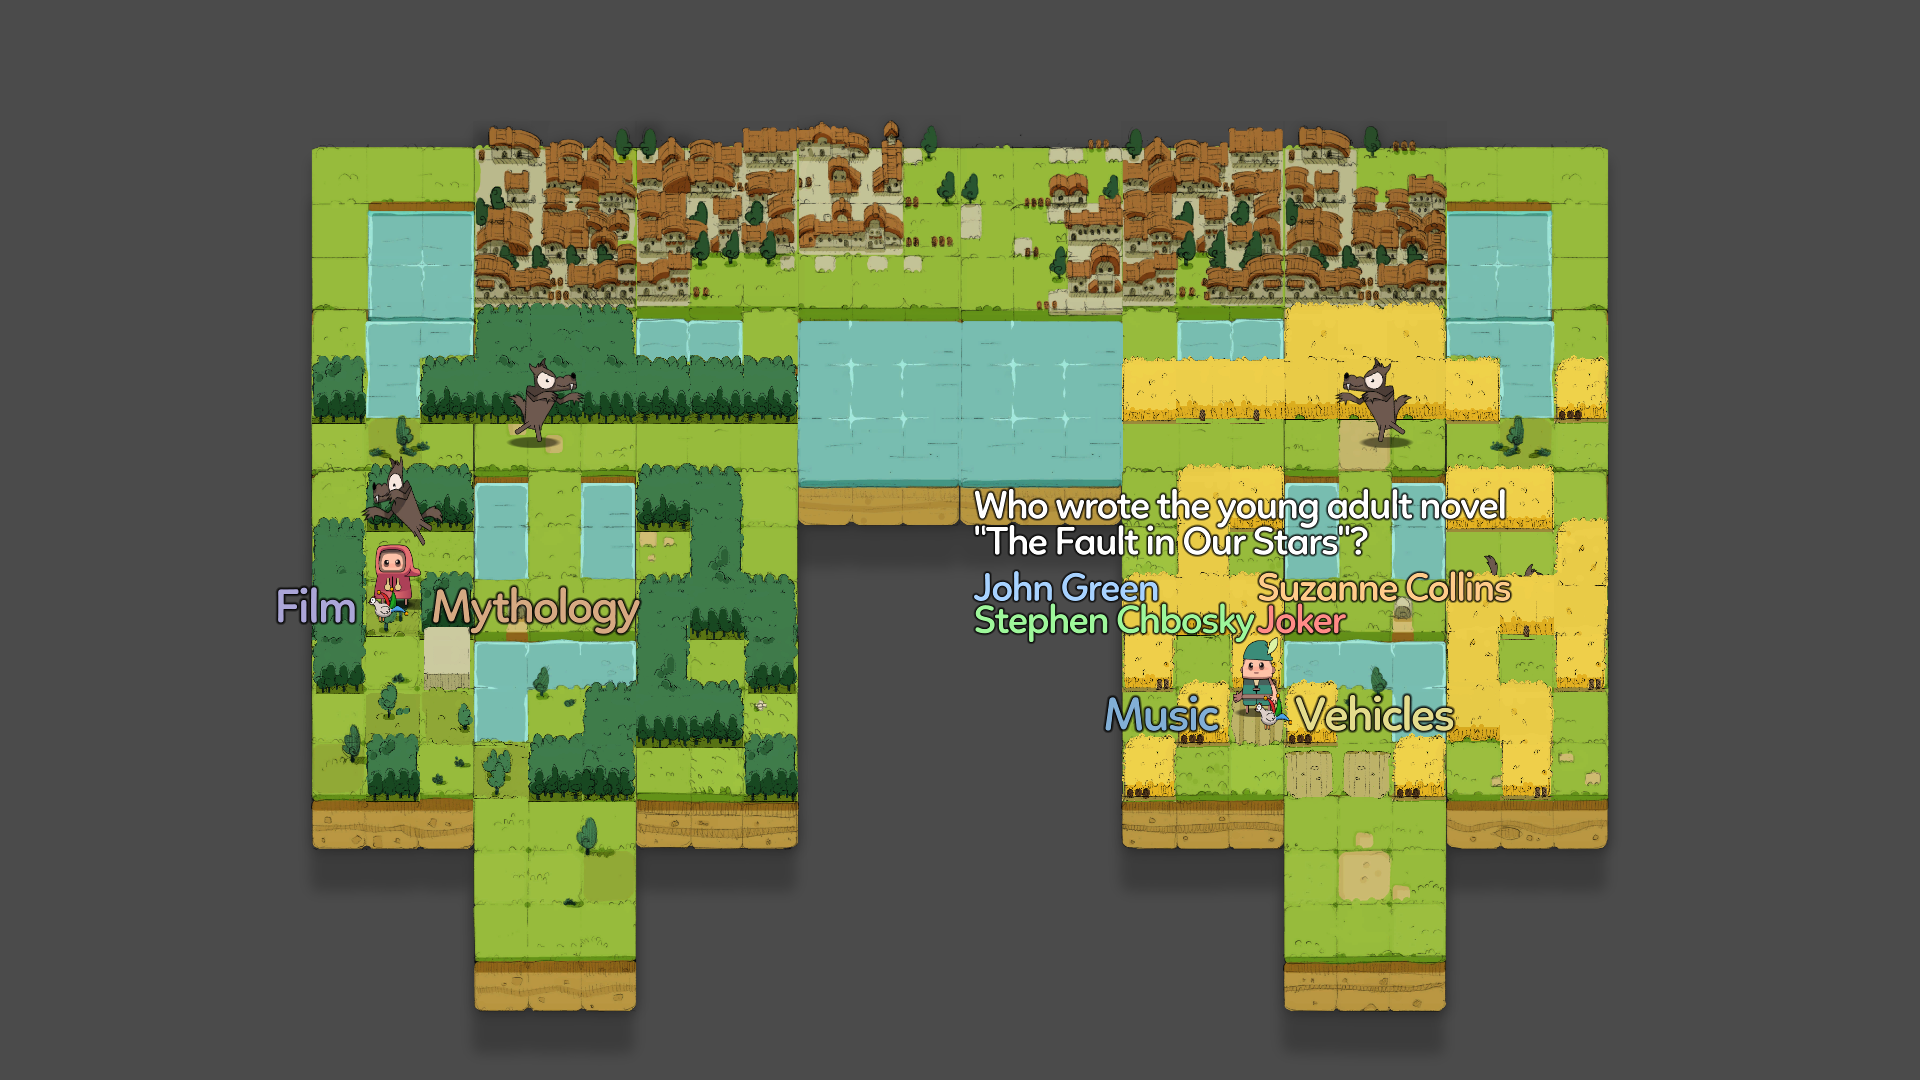 Who wrote the young adult novel
"The Fault in Our Stars"?
John Green Suzanne Collins
Stephen Chbosky Joker
Film Mythology
Music Vehicles